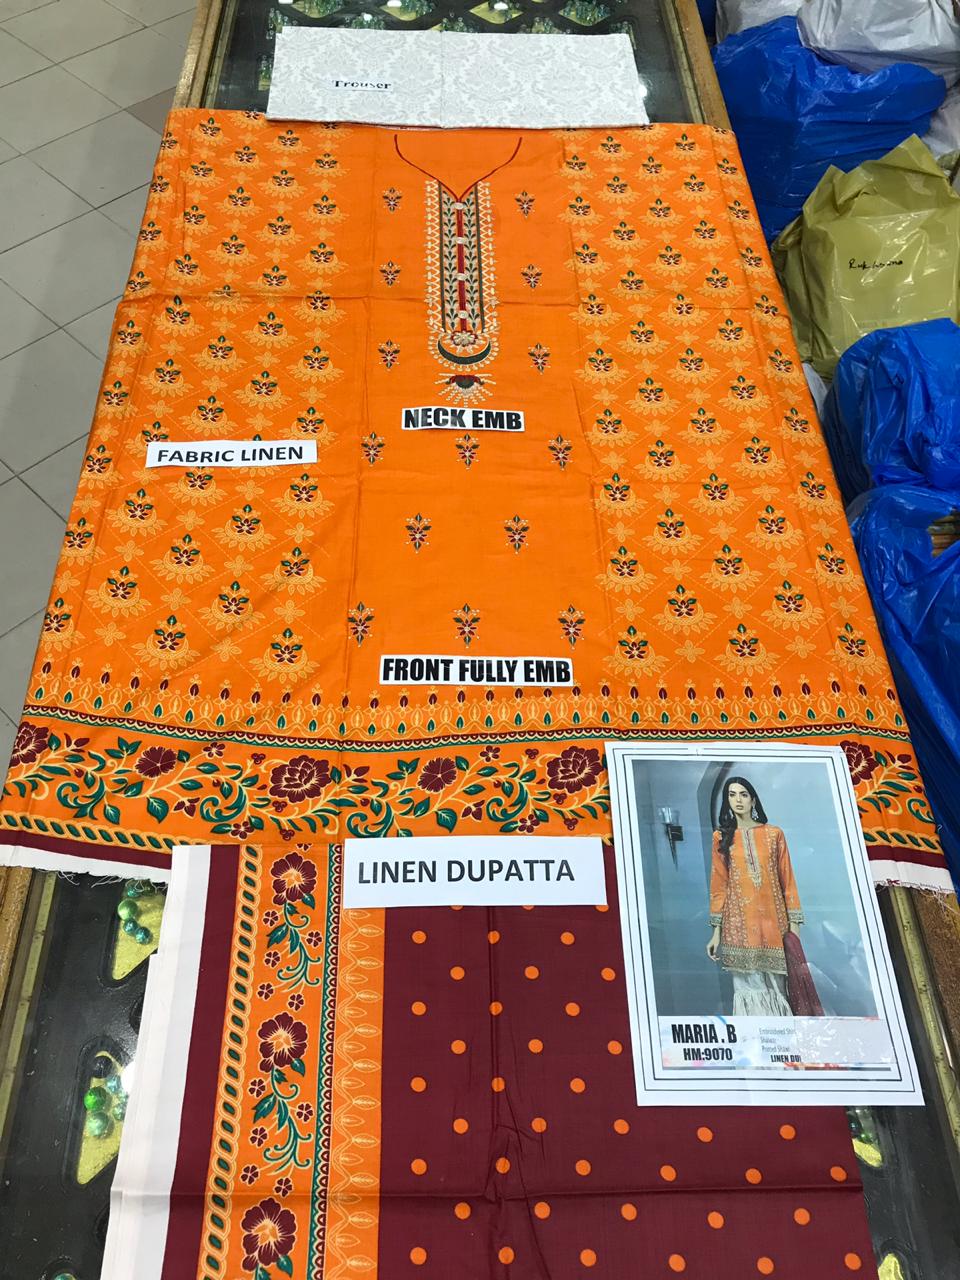 Trouser
NECK EMB
FABRIC LINEN
FRONT FULLY EMB
LINEN DUPATTA
MARIA . B
HM:9070
Embroidered Shirt
Printed Shawl
LINEN DU